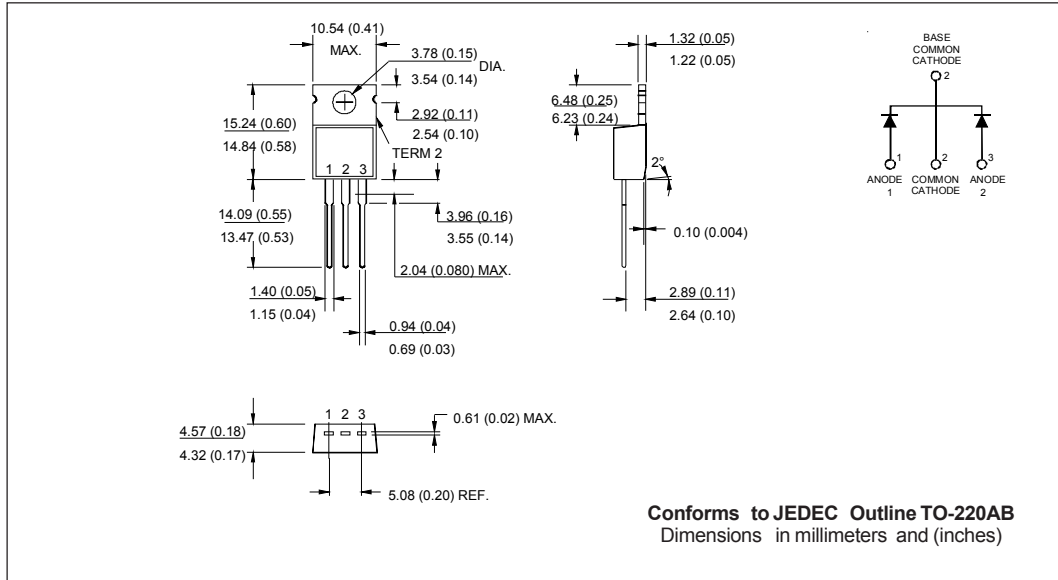 10.54 (0.41)
MAX.
3.78 (0.15)
3.54 (0.14)
DIA.
2.92 (0.11)
2.54 (0.10)
TERM 2
15.24 (0.60)
14.84 (0.58)
1 2 3
14.09 (0.55)
13.47 (0.53)
3.96 (0.16)
3.55 (0.14)
2.04 (0.080) MAX.
1.40 (0.05)
1.15 (0.04)
0.94 (0.04)
0.69 (0.03)
1.32 (0.05)
1.22 (0.05)
6.48 (0.25)
6.23 (0.24)
2°
0.10 (0.004)
2.89 (0.11)
2.64 (0.10)
BASE
COMMON
CATHODE
2
1 2 3
ANODE COMMON ANODE
1 CATHODE 2
1 2 3
0.61 (0.02) MAX.
4.57 (0.18)
4.32 (0.17)
5.08 (0.20) REF.
Conforms to JEDEC Outline TO-220AB
Dimensions in millimeters and (inches)